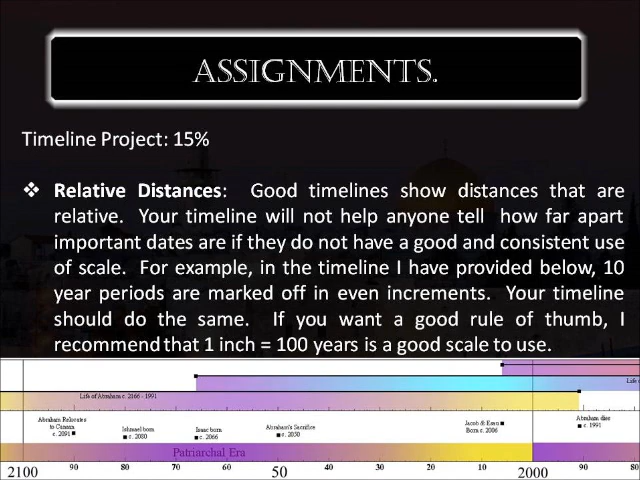 ASSIGNMENTS.
Timeline Project: 15%
❖ Relative Distances: Good timelines show distances that are
relative. Your timeline will not help anyone tell how far apart
important dates are if they do not have a good and consistent use
of scale. For example, in the timeline I have provided below, 10
year periods are marked off in even increments. Your timeline
should do the same. If you want a good rule of thumb, I
recommend that 1 inch = 100 years is a good scale to use.
Life of Abraham c. 2166 - 1991
Life o
Abraham Relocates
to Canaan
c. 2091
Ishmael born
c. 2080
Isaac born
c. 2066
Abraham's Sacrifice
c. 2050
Jacob & Esau
Born c. 2006
Abraham dies
c. 1991
Patriarchal Era
2100 90 80 70 60 50 40 30 20 10 2000 90 80